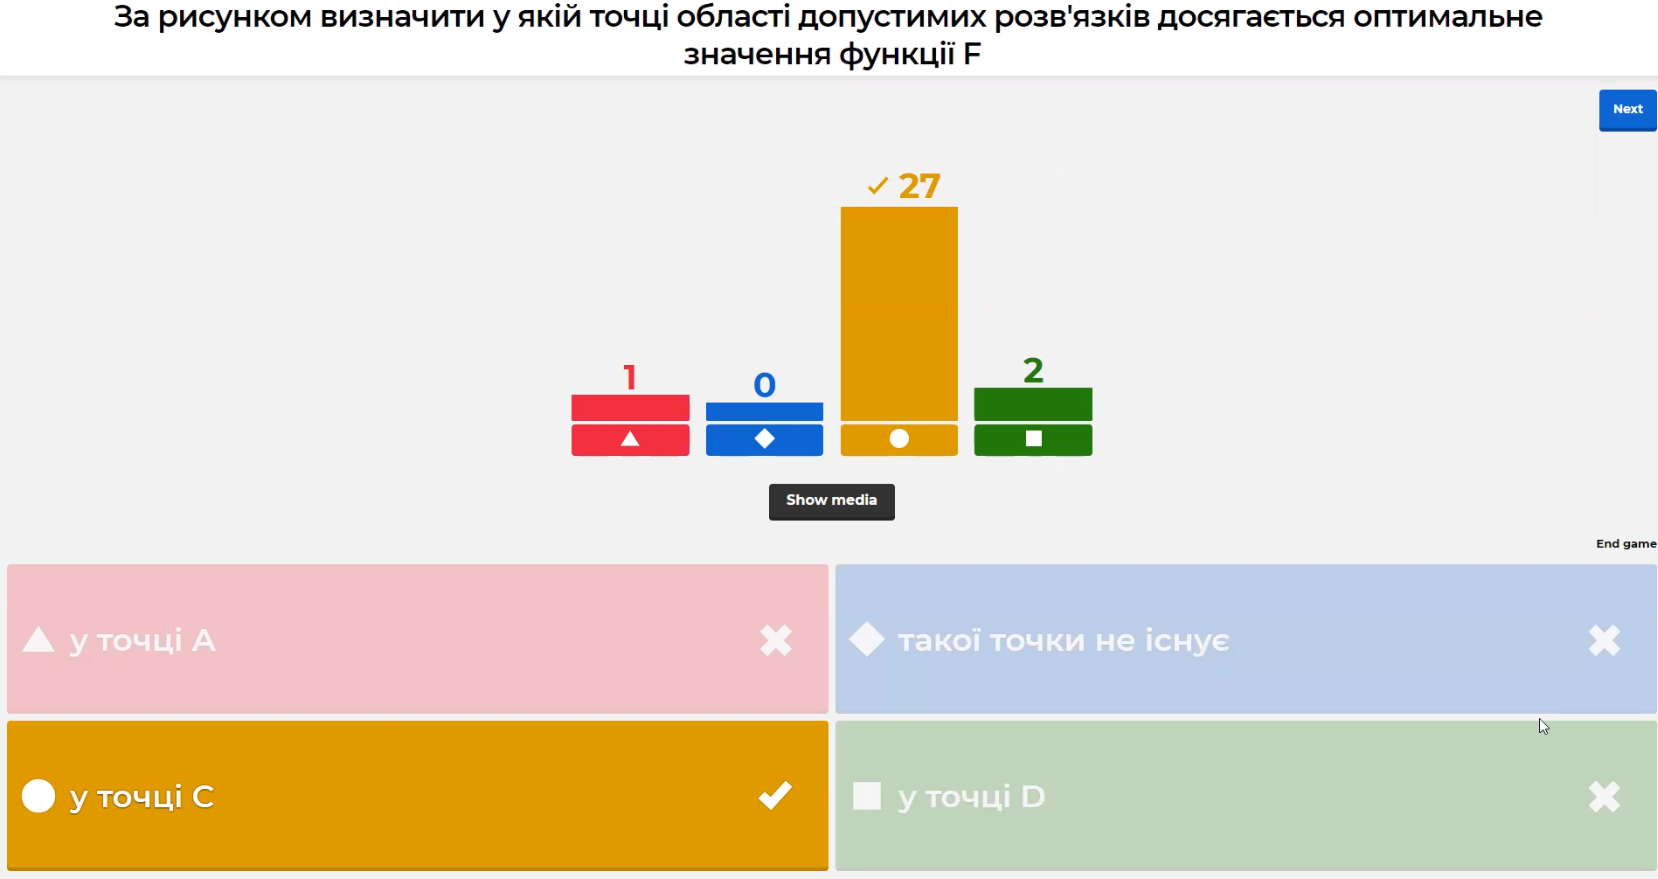 За рисунком визначити у якій точці області допустимих розв'язків досягається оптимальне
значення функції F
Next
27
1
0
2
Show media
End game
у точці A
такої точки не існує
у точці C
у точці D